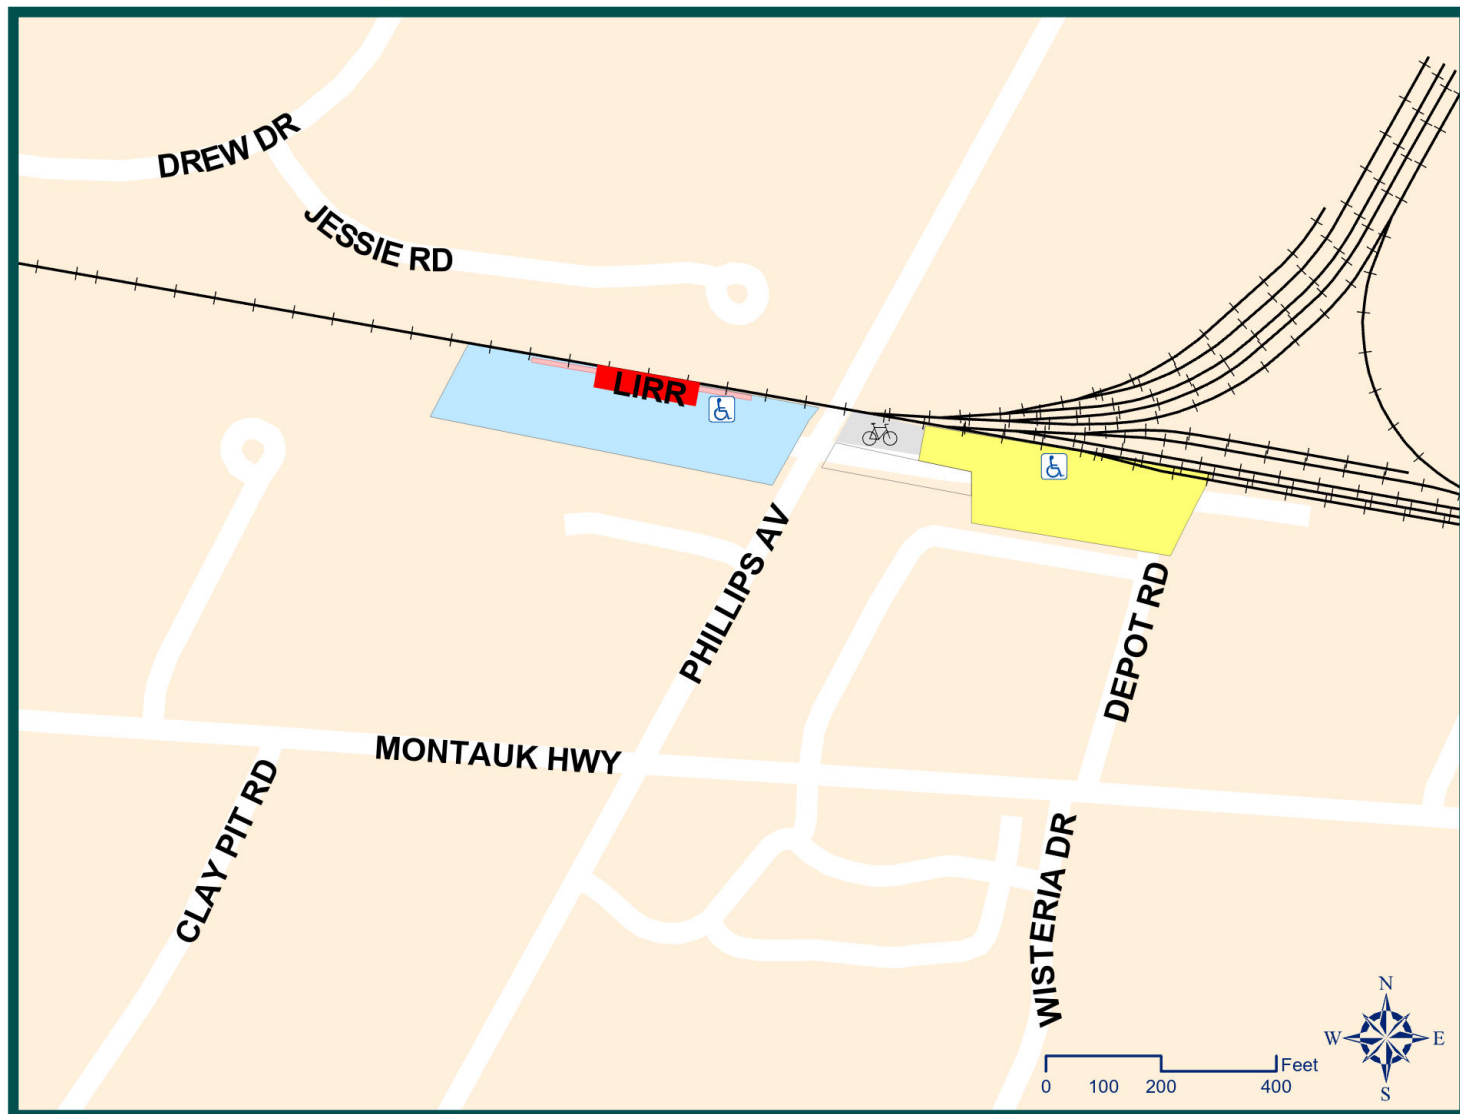 DREW DR
JESSIE RD
LIRR
PHILLIPS AV
DEPOT RD
MONTAUK HWY
CLAY PIT RD
WISTERIA DR
N
W E
S
Feet
0 100 200 400